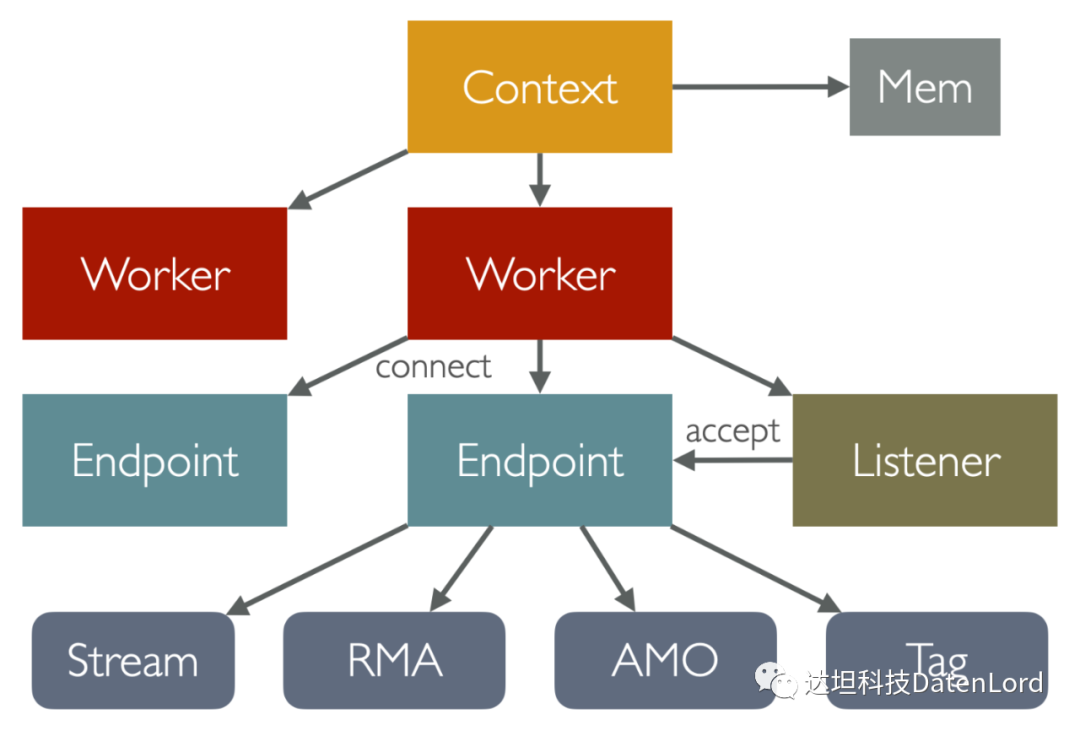 Context
Mem
Worker
Worker
connect
Endpoint
Endpoint
accept
Listener
Stream
RMA
AMO
Tag
达坦科技DatenLord